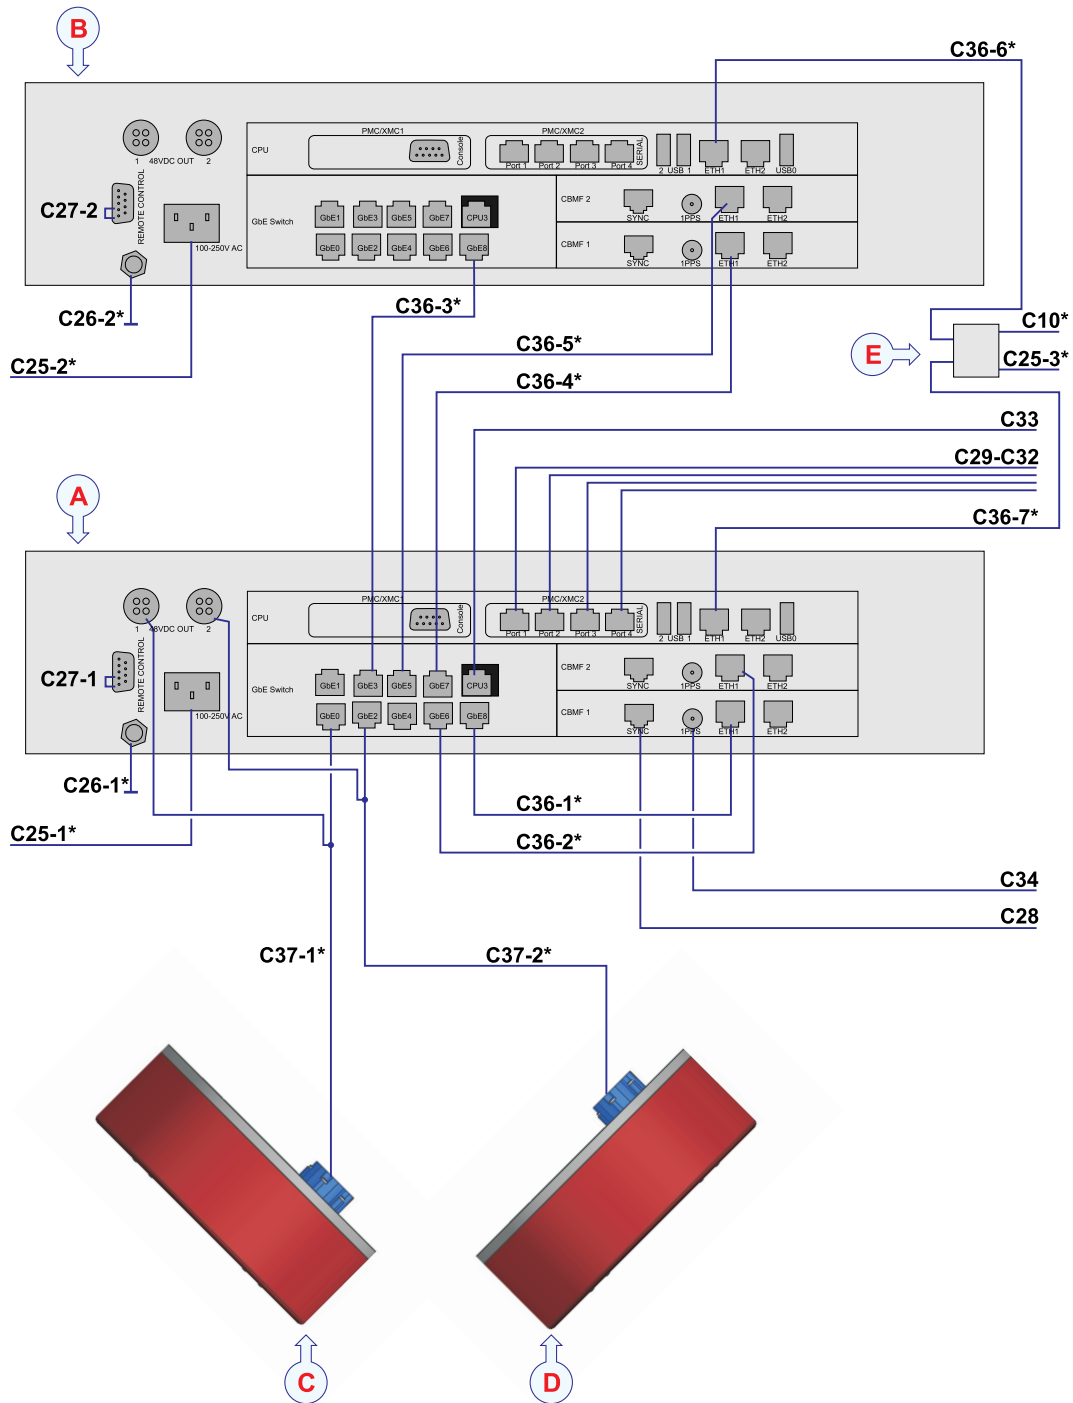 B
C36-6*
PMC/XMC1
PMC/XMC2
CPU
Console
Port 1
Port 2
Port 3
Port 4
SERIAL
2 USB 1
ETH1
ETH2
USB0
1 48VDC OUT 2
C27-2
REMOTE CONTROL
100-250V AC
GbE Switch
GbE1
GbE3
GbE5
GbE7
CPU3
GbE0
GbE2
GbE4
GbE6
GbE8
CBMF 2
SYNC
1PPS
ETH1
ETH2
CBMF 1
SYNC
1PPS
ETH1
ETH2
C26-2*
C36-3*
C10*
C36-5*
E
C25-3*
C25-2*
C36-4*
C33
C29-C32
A
C36-7*
PMC/XMC1
PMC/XMC2
CPU
Console
Port 1
Port 2
Port 3
Port 4
SERIAL
2 USB 1
ETH1
ETH2
USB0
1 48VDC OUT 2
C27-1
REMOTE CONTROL
100-250V AC
GbE Switch
GbE1
GbE3
GbE5
GbE7
CPU3
GbE0
GbE2
GbE4
GbE6
GbE8
CBMF 2
SYNC
1PPS
ETH1
ETH2
CBMF 1
SYNC
1PPS
ETH1
ETH2
C26-1*
C36-1*
C25-1*
C36-2*
C34
C28
C37-1*
C37-2*
C
D